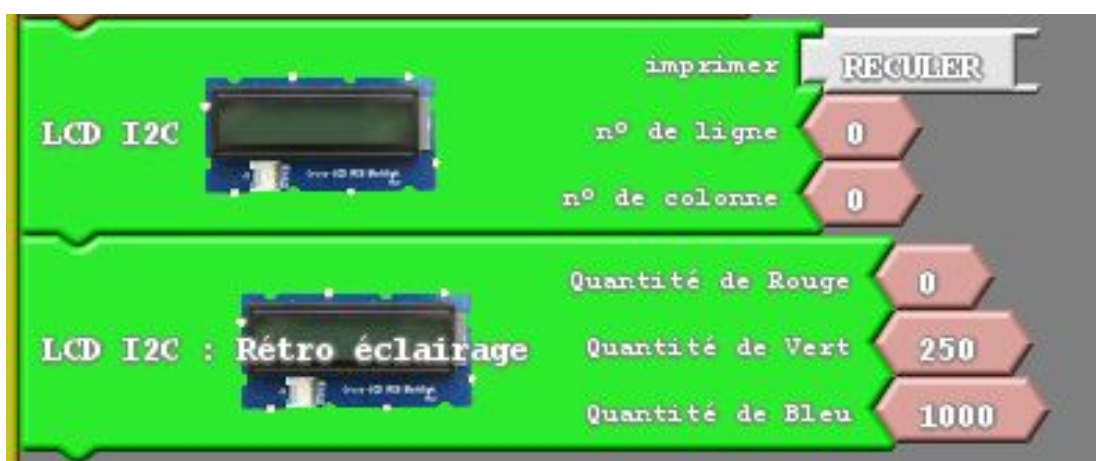 imprimer RECULER
LCD I2C
n° de ligne 0
n° de colonne 0
Quantité de Rouge 0
LCD I2C : Rétro éclairage
Quantité de Vert 250
Quantité de Bleu 1000